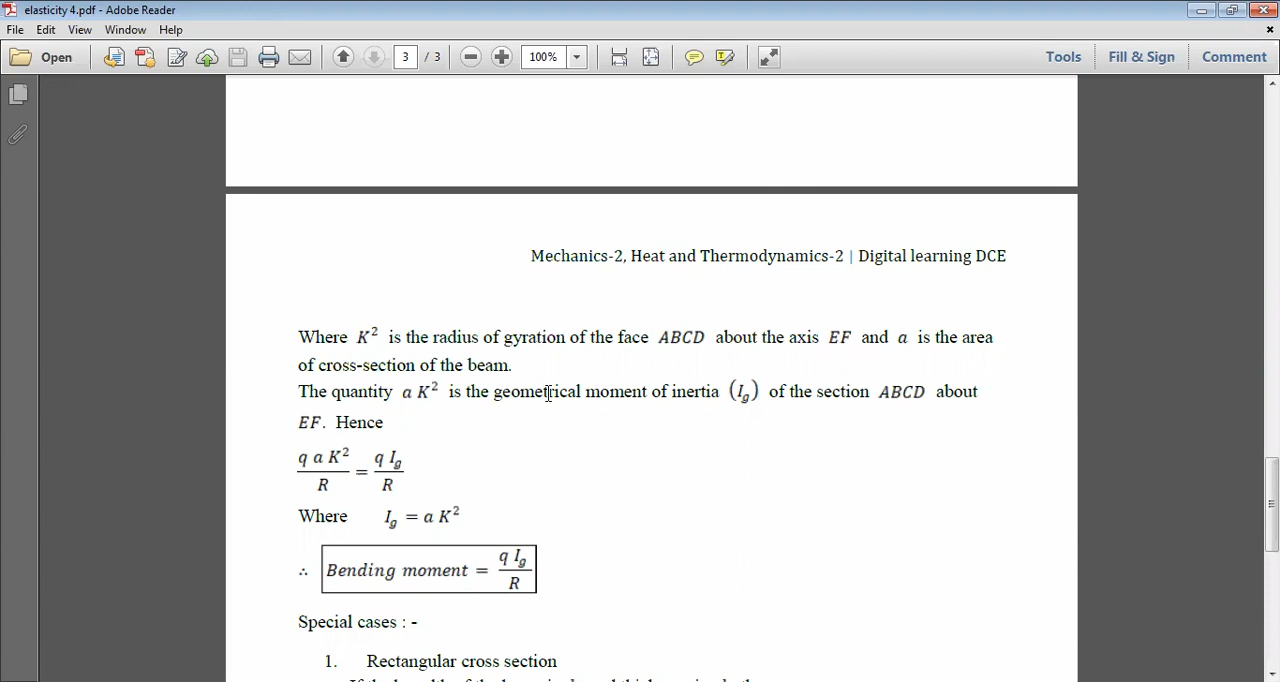 elasticity 4.pdf - Adobe Reader
File Edit View Window Help
Open 3 / 3 100% Tools Fill & Sign Comment
Mechanics-2, Heat and Thermodynamics-2 | Digital learning DCE
Where K² is the radius of gyration of the face ABCD about the axis EF and a is the area
of cross-section of the beam.
The quantity a K² is the geometrical moment of inertia (I_g) of the section ABCD about
EF. Hence
q a K² / R = q I_g / R
Where I_g = a K²
∴ Bending moment = q I_g / R
Special cases : -
1. Rectangular cross section